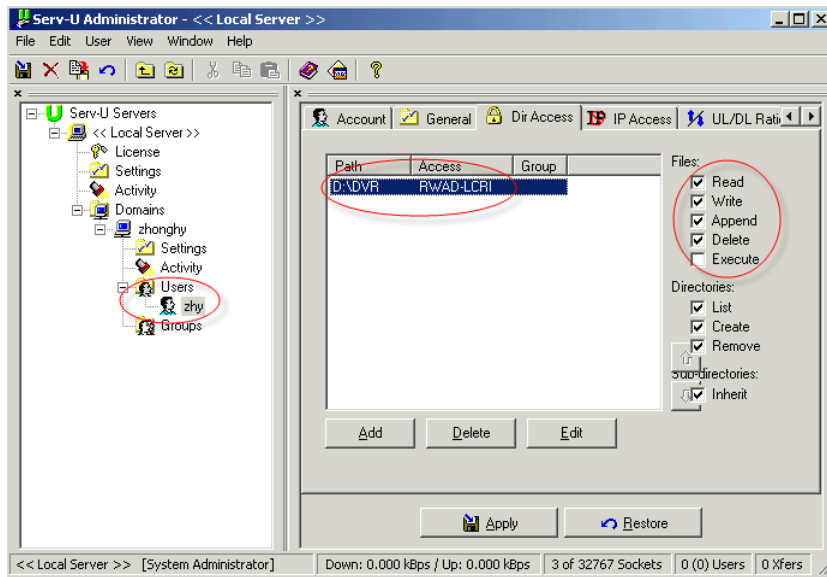 Serv-U Administrator - << Local Server >>
File Edit User View Window Help
Serv-U Servers
<< Local Server >>
License
Settings
Activity
Domains
zhonghy
Settings
Activity
Users
zhy
Groups
Account General Dir Access IP Access UL/DL Rati
Path Access Group
D:\DVR RWAD-LCRI
Files:
Read
Write
Append
Delete
Execute
Directories:
List
Create
Remove
Sub-directories:
Inherit
Add Delete Edit
Apply Restore
<< Local Server >> [System Administrator] Down: 0.000 kBps / Up: 0.000 kBps 3 of 32767 Sockets 0 (0) Users 0 Xfers